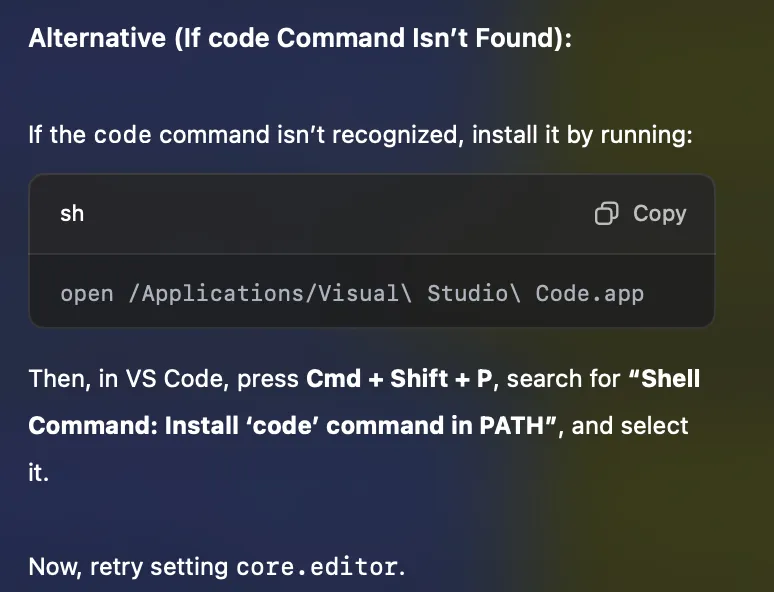 Alternative (If code Command Isn’t Found):
If the code command isn’t recognized, install it by running:
sh
Copy
open /Applications/Visual\ Studio\ Code.app
Then, in VS Code, press Cmd + Shift + P, search for “Shell
Command: Install ‘code’ command in PATH”, and select
it.
Now, retry setting core.editor.